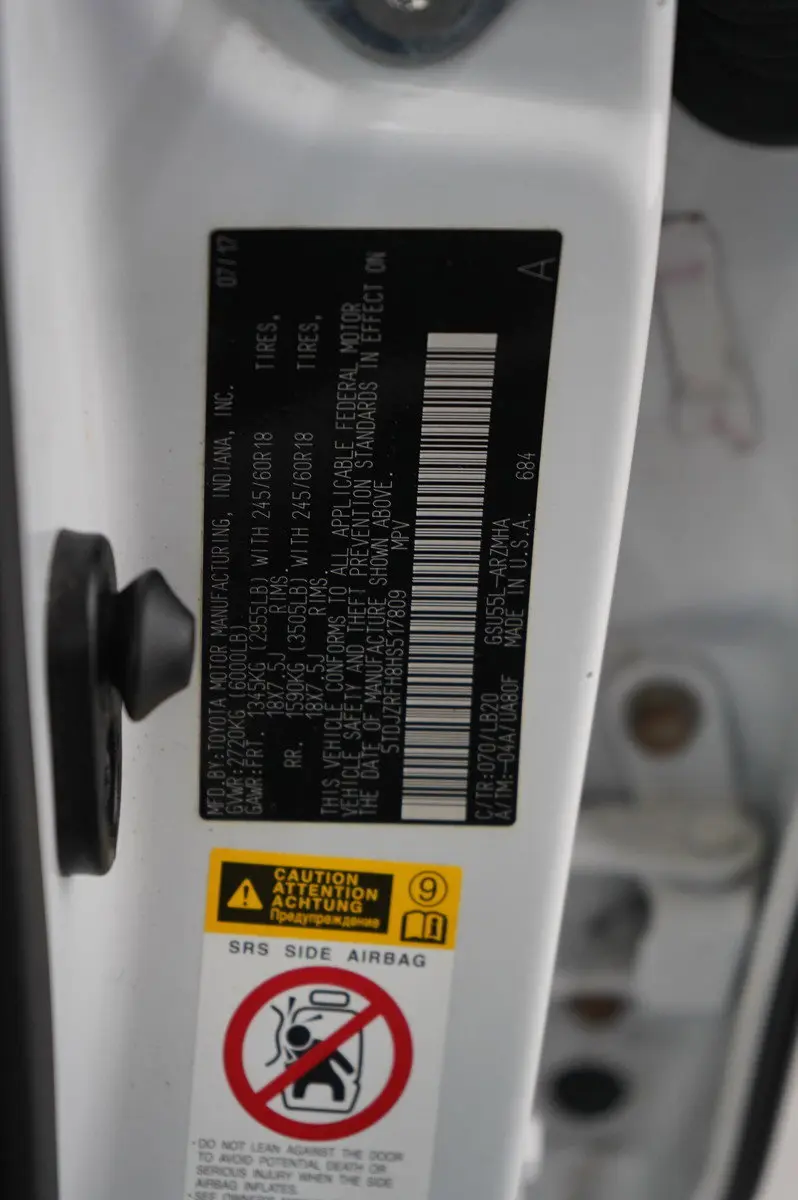 MFD.BY:TOYOTA MOTOR MANUFACTURING, INDIANA, INC. 07/17
GVWR:2720KG (6000LB)
GAWR:FRT. 1345KG (2955LB) WITH 245/60R18 TIRES,
18X7.5J RIMS.
RR. 1590KG (3505LB) WITH 245/60R18 TIRES,
18X7.5J RIMS.
THIS VEHICLE CONFORMS TO ALL APPLICABLE FEDERAL MOTOR
VEHICLE SAFETY AND THEFT PREVENTION STANDARDS IN EFFECT ON
THE DATE OF MANUFACTURE SHOWN ABOVE.
5TDJZRFH8HS517809 MPV
C/TR:070/LB20 GSU55L-ARZMHA 684
A/TM:-04A/UA80F MADE IN U.S.A. A
CAUTION
ATTENTION
ACHTUNG
Предупреждение
9
SRS SIDE AIRBAG
•DO NOT LEAN AGAINST THE DOOR
TO AVOID POTENTIAL DEATH OR
SERIOUS INJURY WHEN THE SIDE
AIRBAG INFLATES.
•SEE OWNER'S